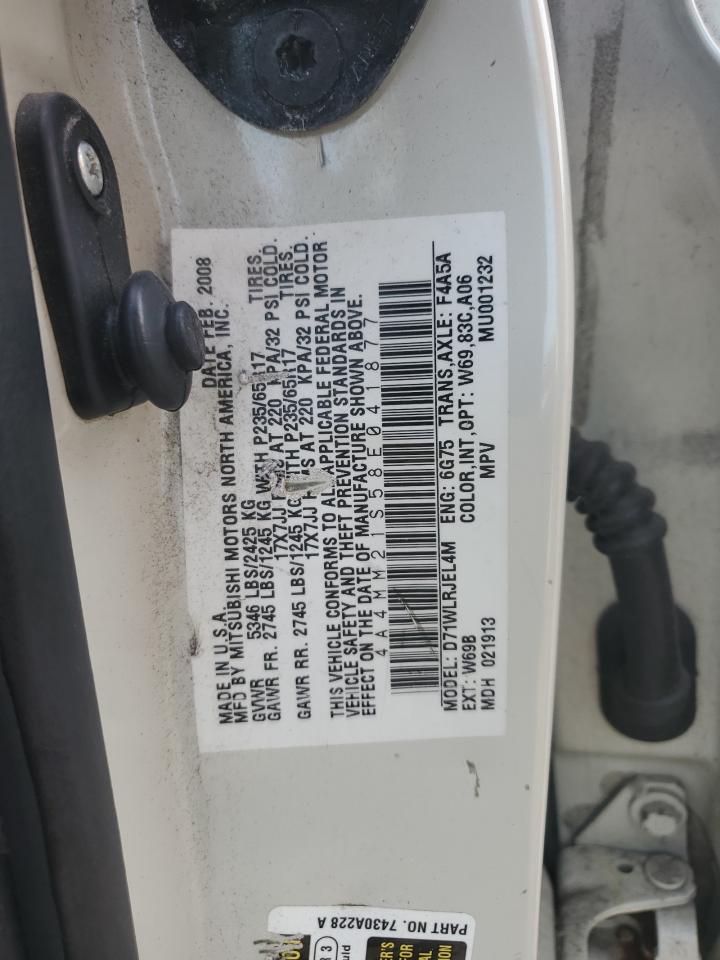 MADE IN U.S.A. DATE FEB. 2008
MFD BY MITSUBISHI MOTORS NORTH AMERICA, INC.
GVWR 5346 LBS/2425 KG
GAWR FR. 2745 LBS/1245 KG WITH P235/65 17 TIRES.
17X7JJ AT 220 KPA/32 PSI COLD.
GAWR RR. 2745 LBS/1245 KG WITH P235/65 17 TIRES.
17X7JJ AT 220 KPA/32 PSI COLD.
THIS VEHICLE CONFORMS TO ALL APPLICABLE FEDERAL MOTOR
VEHICLE SAFETY AND THEFT PREVENTION STANDARDS IN
EFFECT ON THE DATE OF MANUFACTURE SHOWN ABOVE.
4A4MM21S58E041877
MODEL: D71WLRJEL4M ENG: 6G75 TRANS,AXLE: F4A5A
EXT: W69B COLOR,INT,OPT: W69,83C,A06
MDH 021913 MPV MU001232
PART NO. 7430A228 A